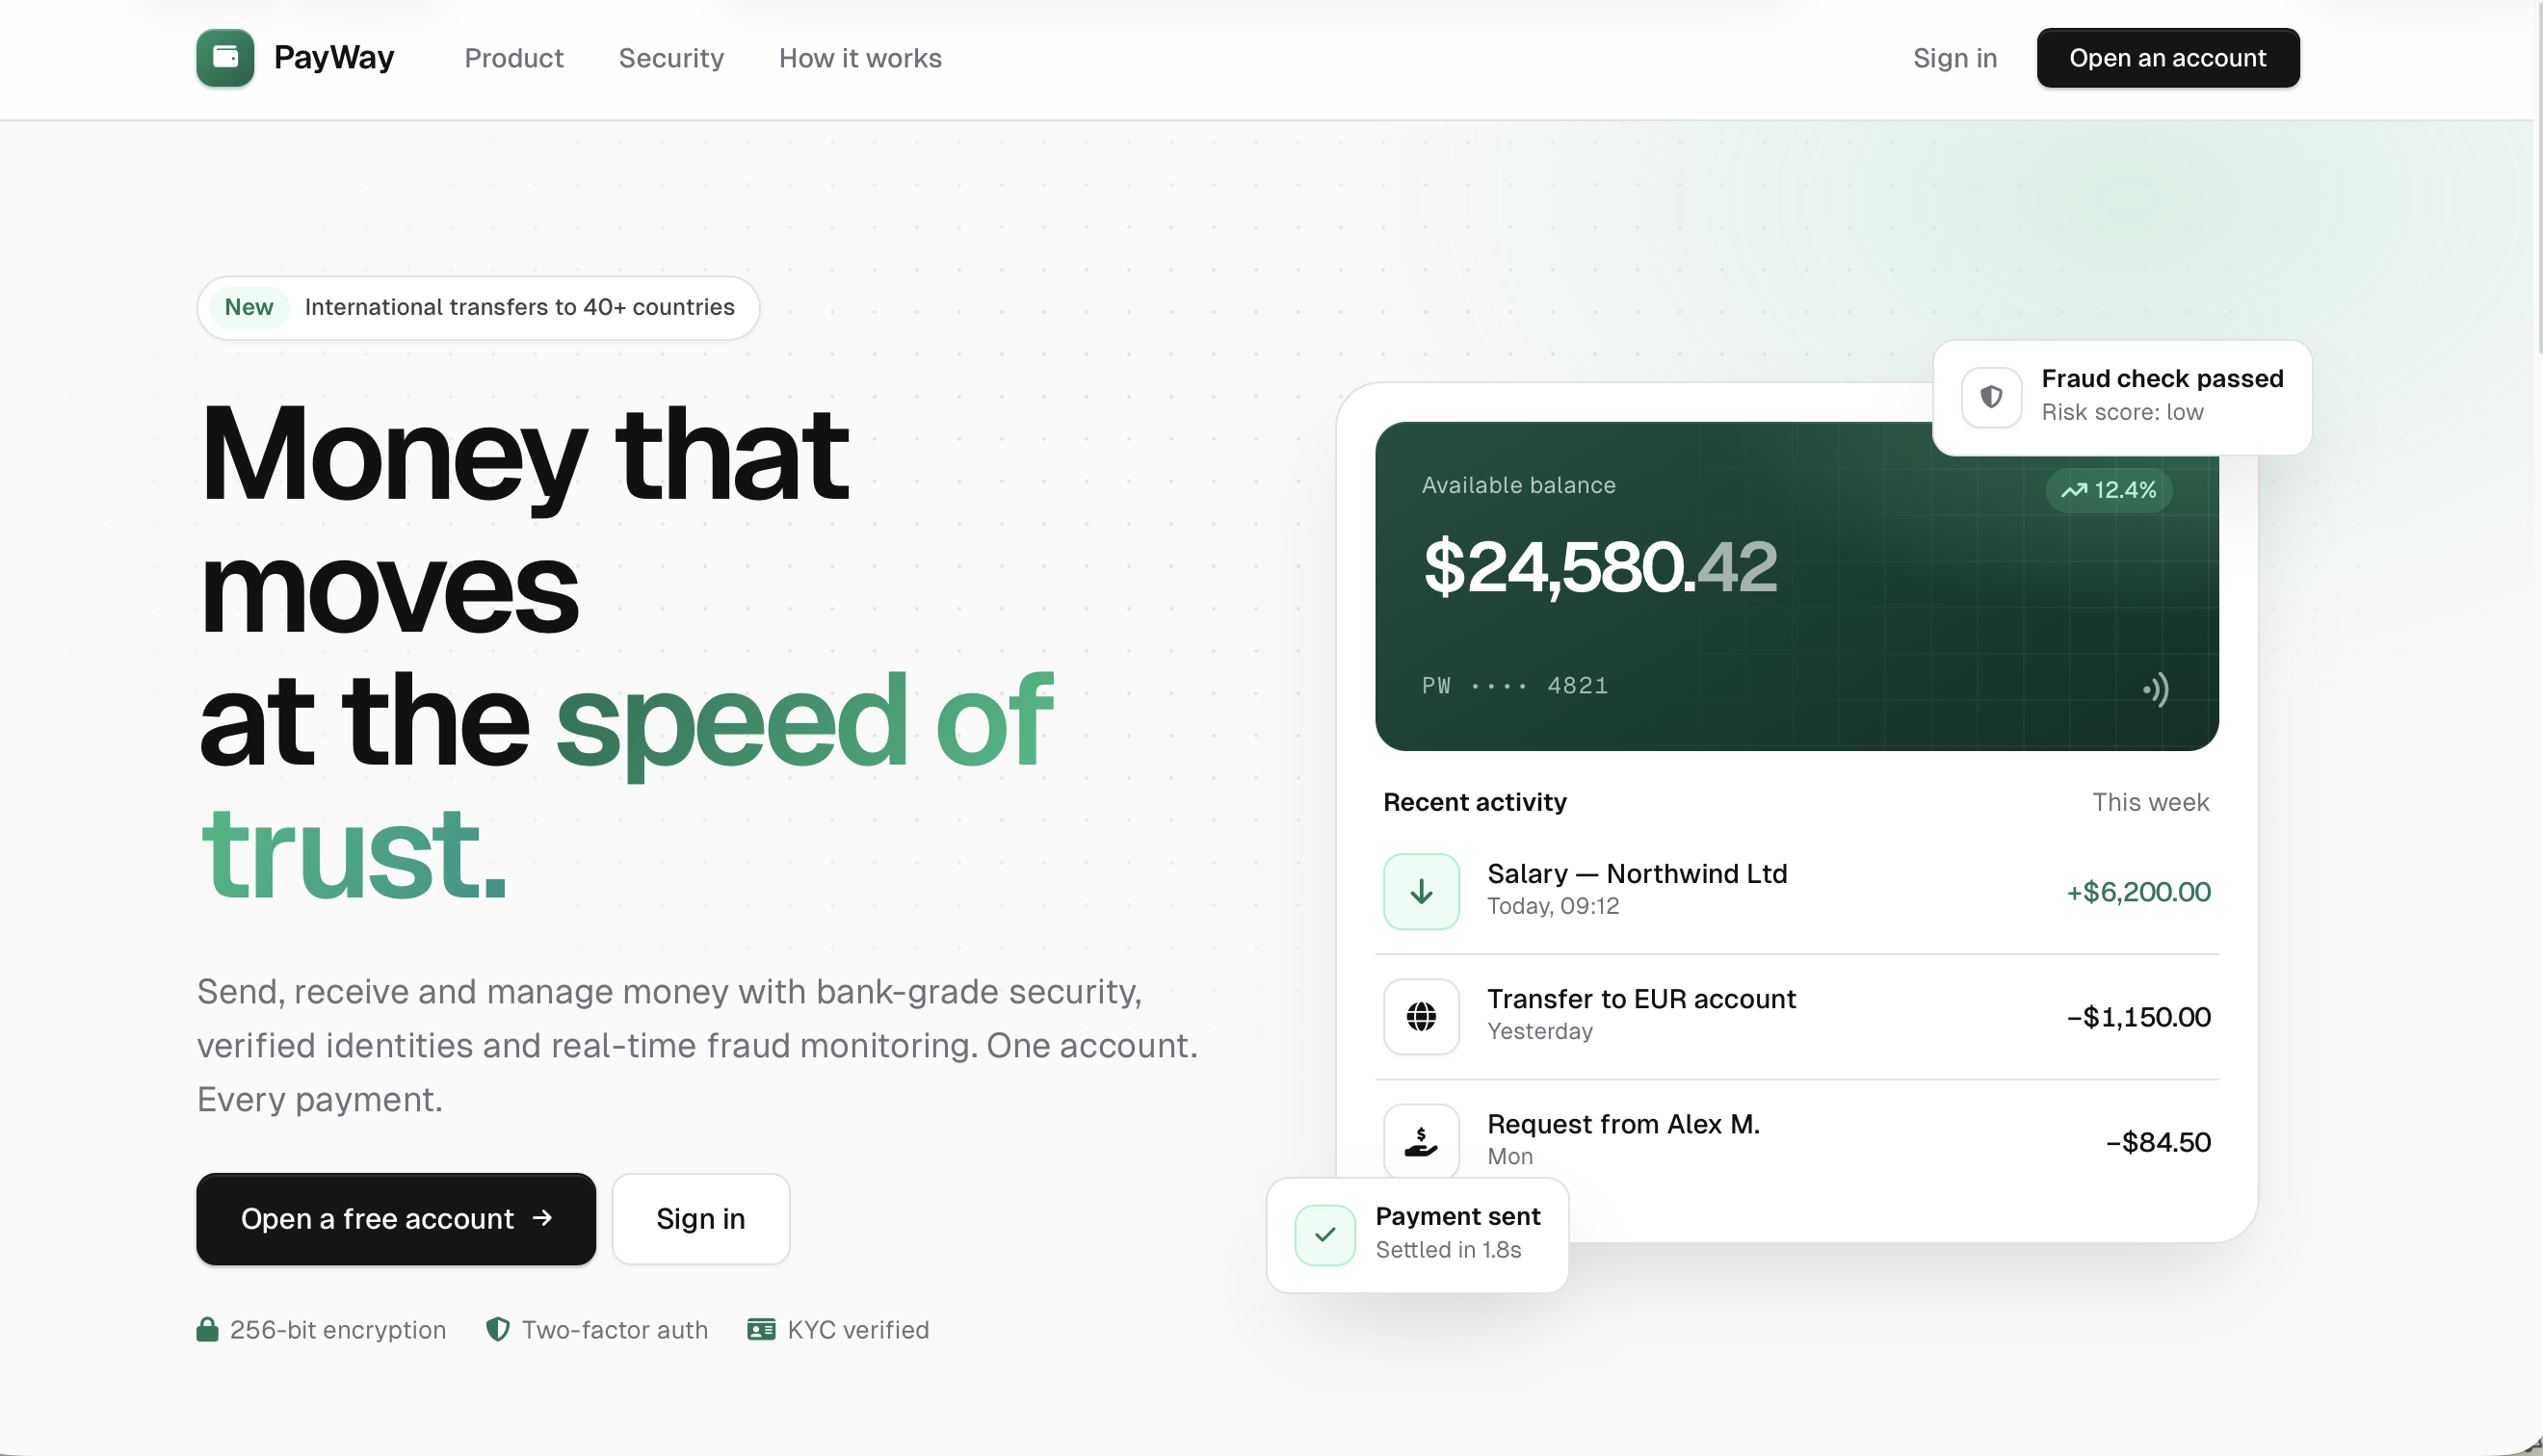 PayWay
Product
Security
How it works
Sign in
Open an account
New International transfers to 40+ countries
Money that
moves
at the speed of
trust.
Send, receive and manage money with bank-grade security,
verified identities and real-time fraud monitoring. One account.
Every payment.
Open a free account →
Sign in
256-bit encryption
Two-factor auth
KYC verified
Fraud check passed
Risk score: low
Available balance
12.4%
$24,580.42
PW •••• 4821
Recent activity
This week
Salary — Northwind Ltd
Today, 09:12
+$6,200.00
Transfer to EUR account
Yesterday
−$1,150.00
Request from Alex M.
Mon
−$84.50
Payment sent
Settled in 1.8s